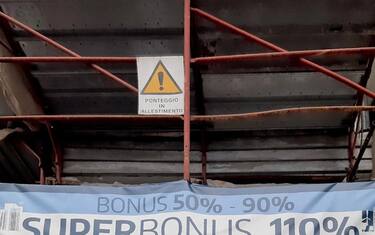 PONTEGGIO
IN
ALLESTIMENTO
BONUS 50% - 90%
SUPERBONUS 110%